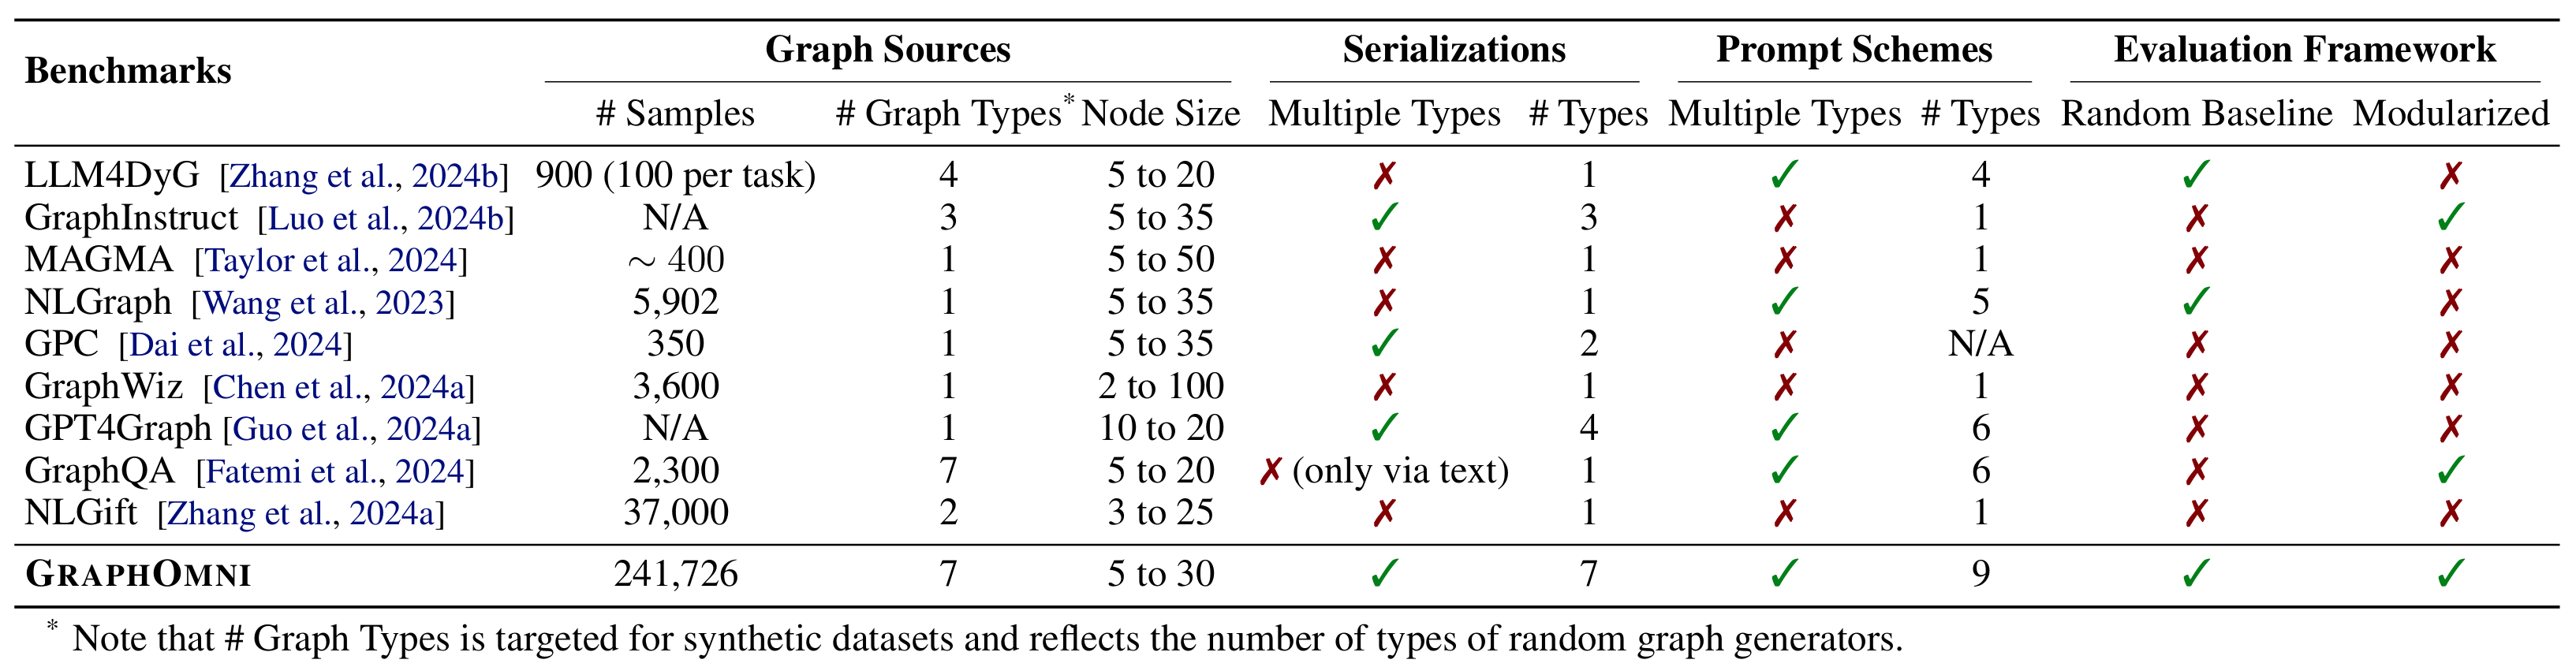 Benchmarks Graph Sources Serializations Prompt Schemes Evaluation Framework
# Samples # Graph Types* Node Size Multiple Types # Types Multiple Types # Types Random Baseline Modularized
LLM4DyG [Zhang et al., 2024b] 900 (100 per task) 4 5 to 20 ✗ 1 ✓ 4 ✓ ✗
GraphInstruct [Luo et al., 2024b] N/A 3 5 to 35 ✓ 3 ✗ 1 ✗ ✓
MAGMA [Taylor et al., 2024] ~ 400 1 5 to 50 ✗ 1 ✗ 1 ✗ ✗
NLGraph [Wang et al., 2023] 5,902 1 5 to 35 ✗ 1 ✓ 5 ✓ ✗
GPC [Dai et al., 2024] 350 1 5 to 35 ✓ 2 ✗ N/A ✗ ✗
GraphWiz [Chen et al., 2024a] 3,600 1 2 to 100 ✗ 1 ✗ 1 ✗ ✗
GPT4Graph [Guo et al., 2024a] N/A 1 10 to 20 ✓ 4 ✓ 6 ✗ ✗
GraphQA [Fatemi et al., 2024] 2,300 7 5 to 20 ✗ (only via text) 1 ✓ 6 ✗ ✓
NLGift [Zhang et al., 2024a] 37,000 2 3 to 25 ✗ 1 ✗ 1 ✗ ✗
GRAPHOMNI 241,726 7 5 to 30 ✓ 7 ✓ 9 ✓ ✓
* Note that # Graph Types is targeted for synthetic datasets and reflects the number of types of random graph generators.